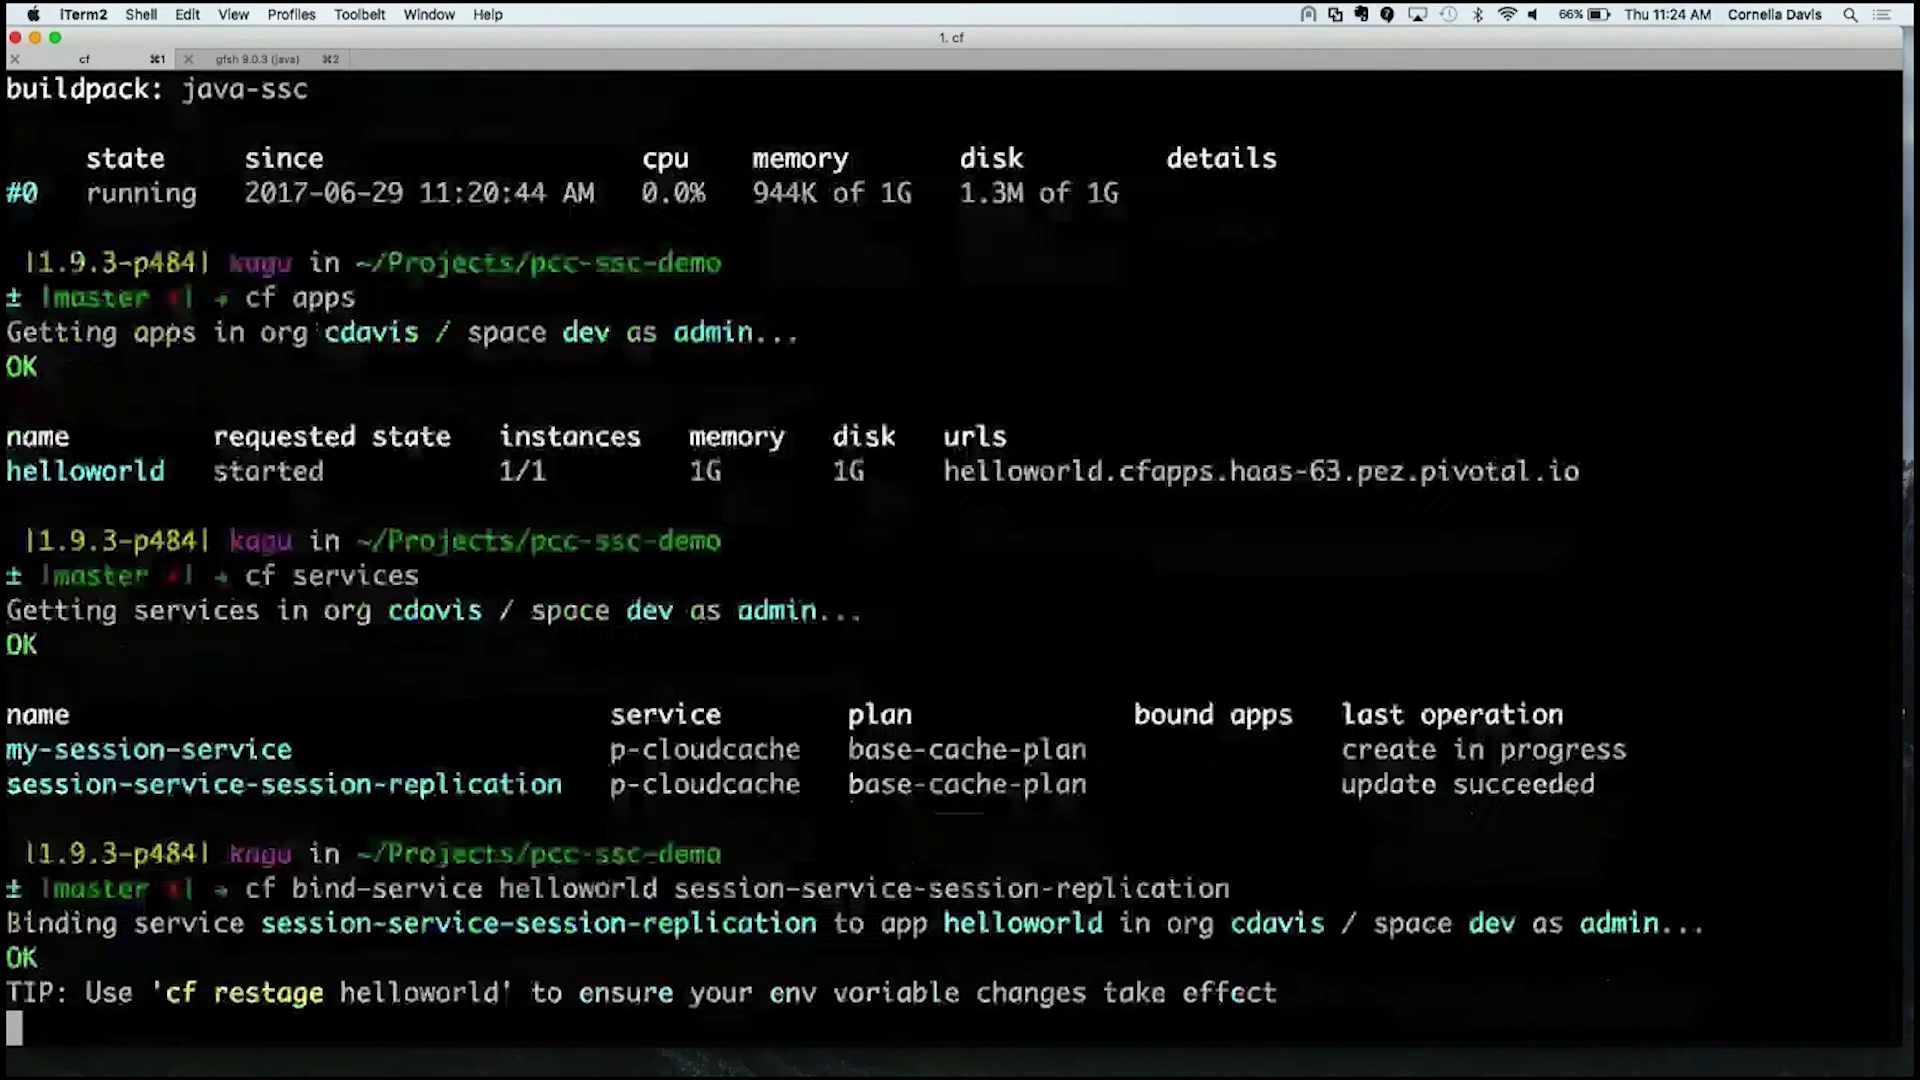 iTerm2 Shell Edit View Profiles Toolbelt Window Help 66% Thu 11:24 AM Cornelia Davis
1. cf
cf ⌘1 gfsh 9.0.3 (java) ⌘2
buildpack: java-ssc
state since cpu memory disk details
#0 running 2017-06-29 11:20:44 AM 0.0% 944K of 1G 1.3M of 1G
|1.9.3-p484| kagu in ~/Projects/pcc-ssc-demo
± |master | → cf apps
Getting apps in org cdavis / space dev as admin...
OK
name requested state instances memory disk urls
helloworld started 1/1 1G 1G helloworld.cfapps.haas-63.pez.pivotal.io
|1.9.3-p484| kagu in ~/Projects/pcc-ssc-demo
± |master | → cf services
Getting services in org cdavis / space dev as admin...
OK
name service plan bound apps last operation
my-session-service p-cloudcache base-cache-plan create in progress
session-service-session-replication p-cloudcache base-cache-plan update succeeded
|1.9.3-p484| kagu in ~/Projects/pcc-ssc-demo
± |master | → cf bind-service helloworld session-service-session-replication
Binding service session-service-session-replication to app helloworld in org cdavis / space dev as admin...
OK
TIP: Use 'cf restage helloworld' to ensure your env variable changes take effect